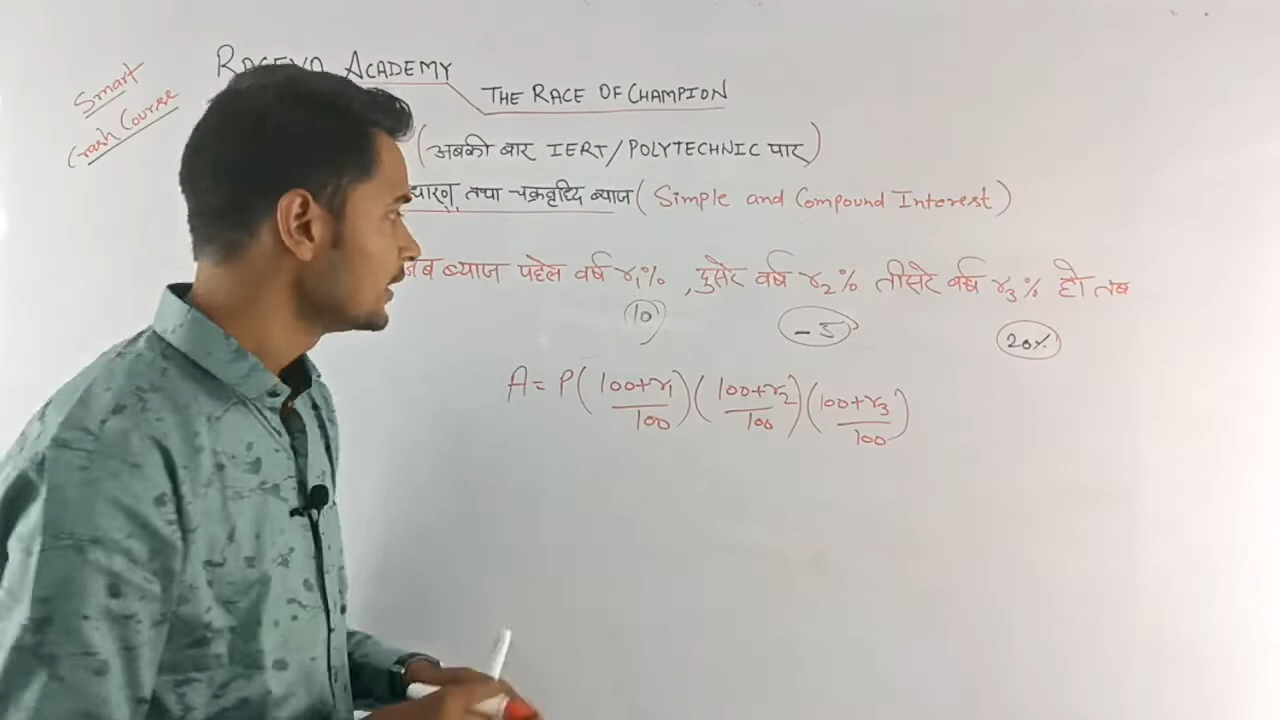 Smart
Crash Course
ACADEMY
THE RACE OF CHAMPION
(अबकी बार IERT/POLYTECHNIC पार)
तथा चक्रवृध्दि ब्याज (Simple and Compound Interest)
जब ब्याज पहले वर्ष r₁% , दुसरे वर्ष r₂% तीसरे वर्ष r₃% हो तब
10 -5 20%
A = P(100+r₁/100)(100+r₂/100)(100+r₃/100)